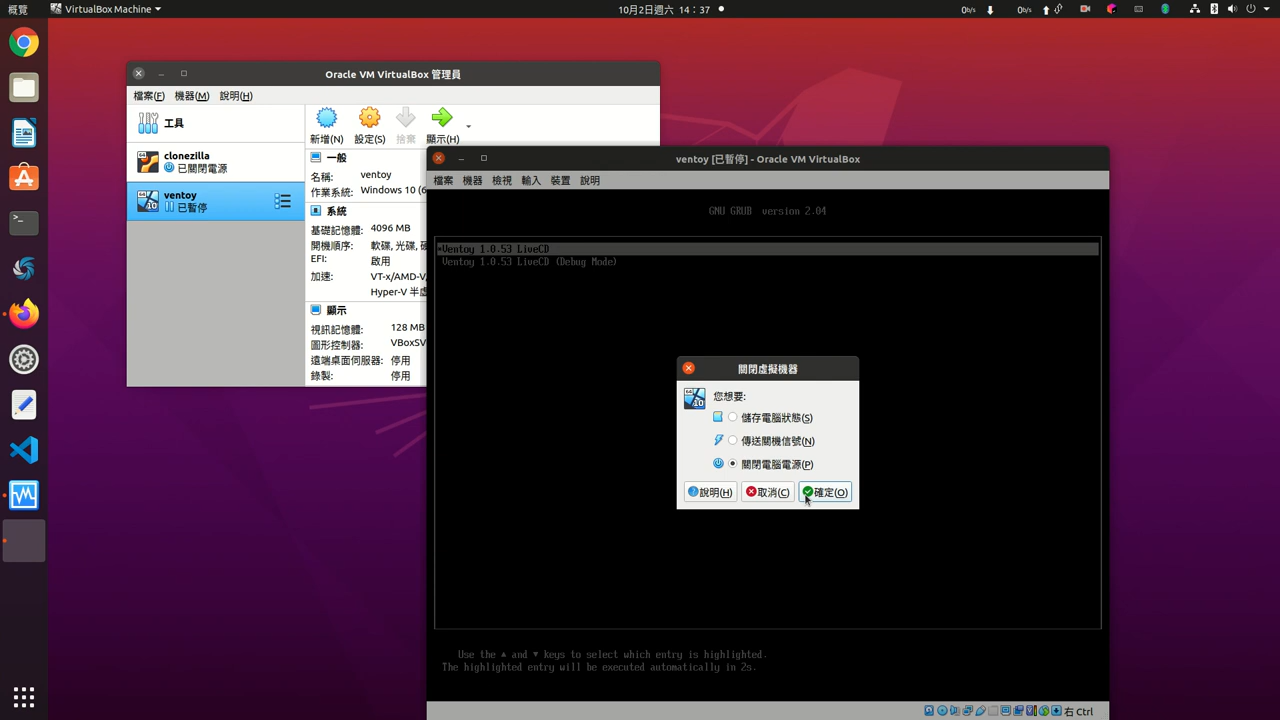 概覽
VirtualBox Machine
10月2日週六 14：37
0b/s
0b/s
Oracle VM VirtualBox 管理員
檔案(F) 機器(M) 說明(H)
工具
新增(N) 設定(S) 捨棄 顯示(H)
clonezilla
已關閉電源
ventoy
已暫停
一般
名稱: ventoy
作業系統: Windows 10 (6
系統
基礎記憶體: 4096 MB
開機順序: 軟碟, 光碟, 硬
EFI: 啟用
加速: VT-x/AMD-V,
Hyper-V 半虛
顯示
視訊記憶體: 128 MB
圖形控制器: VBoxSV
遠端桌面伺服器: 停用
錄製: 停用
ventoy [已暫停] - Oracle VM VirtualBox
檔案 機器 檢視 輸入 裝置 說明
GNU GRUB version 2.04
*Ventoy 1.0.53 LiveCD
Ventoy 1.0.53 LiveCD (Debug Mode)
關閉虛擬機器
您想要:
儲存電腦狀態(S)
傳送關機信號(N)
關閉電腦電源(P)
說明(H) 取消(C) 確定(O)
Use the ▲ and ▼ keys to select which entry is highlighted.
The highlighted entry will be executed automatically in 2s.
右 Ctrl